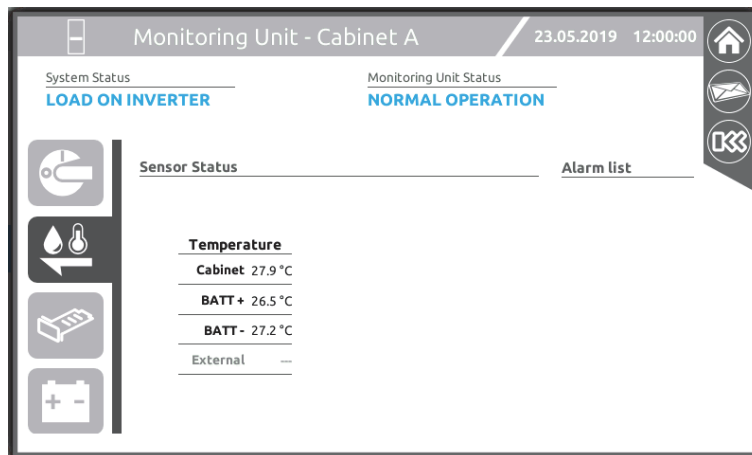 Monitoring Unit - Cabinet A 23.05.2019 12:00:00
System Status Monitoring Unit Status
LOAD ON INVERTER NORMAL OPERATION
Sensor Status Alarm list
Temperature
Cabinet 27.9 °C
BATT + 26.5 °C
BATT - 27.2 °C
External ---